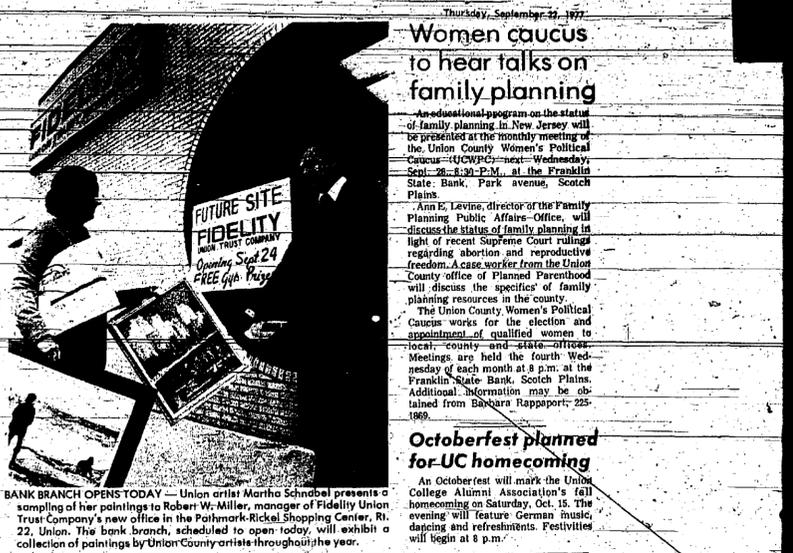 Thursday, September 22, 1977
FIDELITY
FUTURE SITE
FIDELITY
UNION TRUST COMPANY
Opening Sept 24
FREE Gifts Prizes
BANK BRANCH OPENS TODAY — Union artist Martha Schnabel presents a
sampling of her paintings to Robert W. Miller, manager of Fidelity Union
Trust Company's new office in the Pathmark-Rickel Shopping Center, Rt.
22, Union. The bank branch, scheduled to open today, will exhibit a
collection of paintings by Union County artists throughout the year.
Women caucus
to hear talks on
family planning
An educational program on the status
of family planning in New Jersey will
be presented at the monthly meeting of
the Union County Women's Political
Caucus (UCWPC) next Wednesday,
Sept. 28, 8:30 P.M., at the Franklin
State Bank, Park avenue, Scotch
Plains.
Ann E. Levine, director of the Family
Planning Public Affairs Office, will
discuss the status of family planning in
light of recent Supreme Court rulings
regarding abortion and reproductive
freedom. A case worker from the Union
County office of Planned Parenthood
will discuss the specifics of family
planning resources in the county.
The Union County Women's Political
Caucus works for the election and
appointment of qualified women to
local, county and state offices.
Meetings are held the fourth Wed-
nesday of each month at 8 p.m. at the
Franklin State Bank, Scotch Plains.
Additional information may be ob-
tained from Barbara Rappaport, 225-
1869.
Octoberfest planned
for UC homecoming
An Octoberfest will mark the Union
College Alumni Association's fall
homecoming on Saturday, Oct. 15. The
evening will feature German music,
dancing and refreshments. Festivities
will begin at 8 p.m.